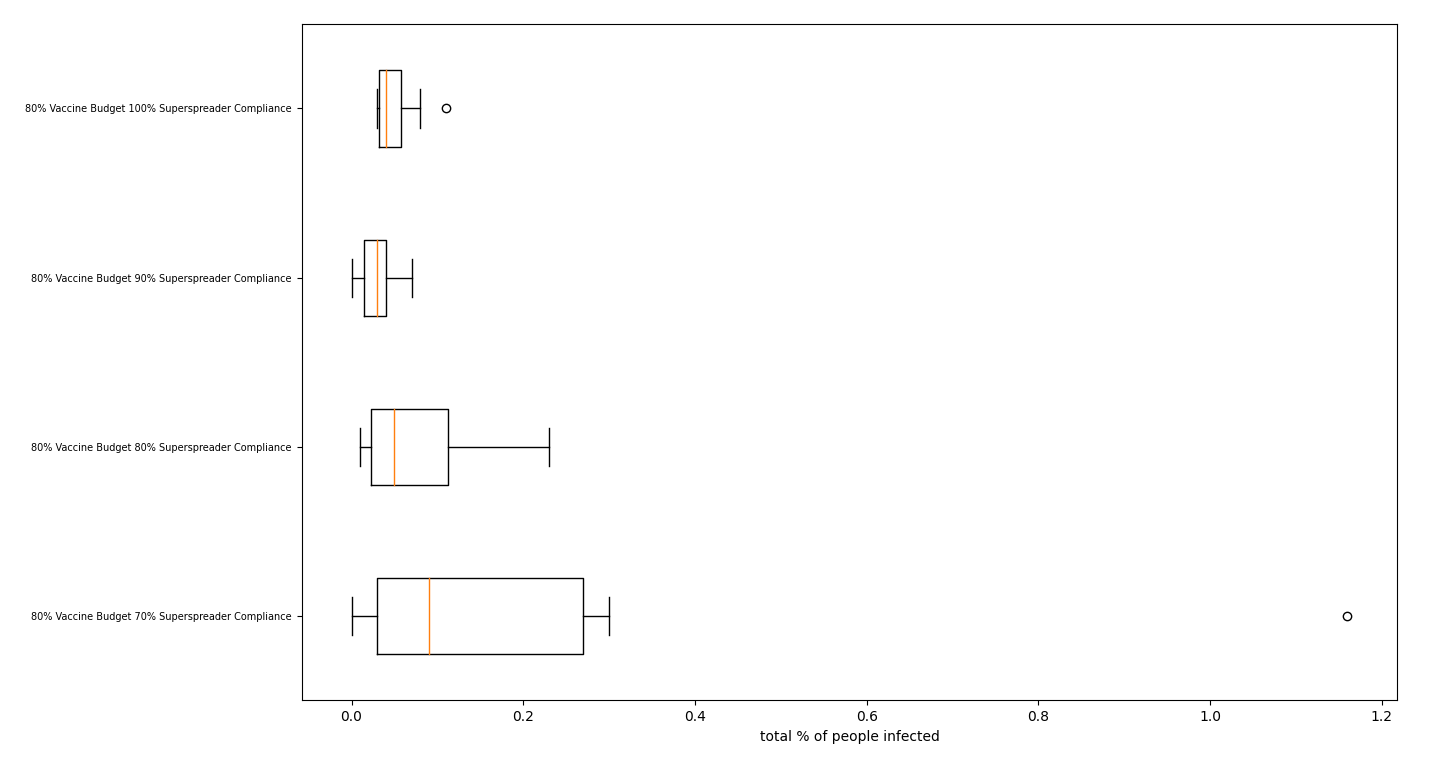 80% Vaccine Budget 100% Superspreader Compliance
80% Vaccine Budget 90% Superspreader Compliance
80% Vaccine Budget 80% Superspreader Compliance
80% Vaccine Budget 70% Superspreader Compliance
0.0 0.2 0.4 0.6 0.8 1.0 1.2
total % of people infected